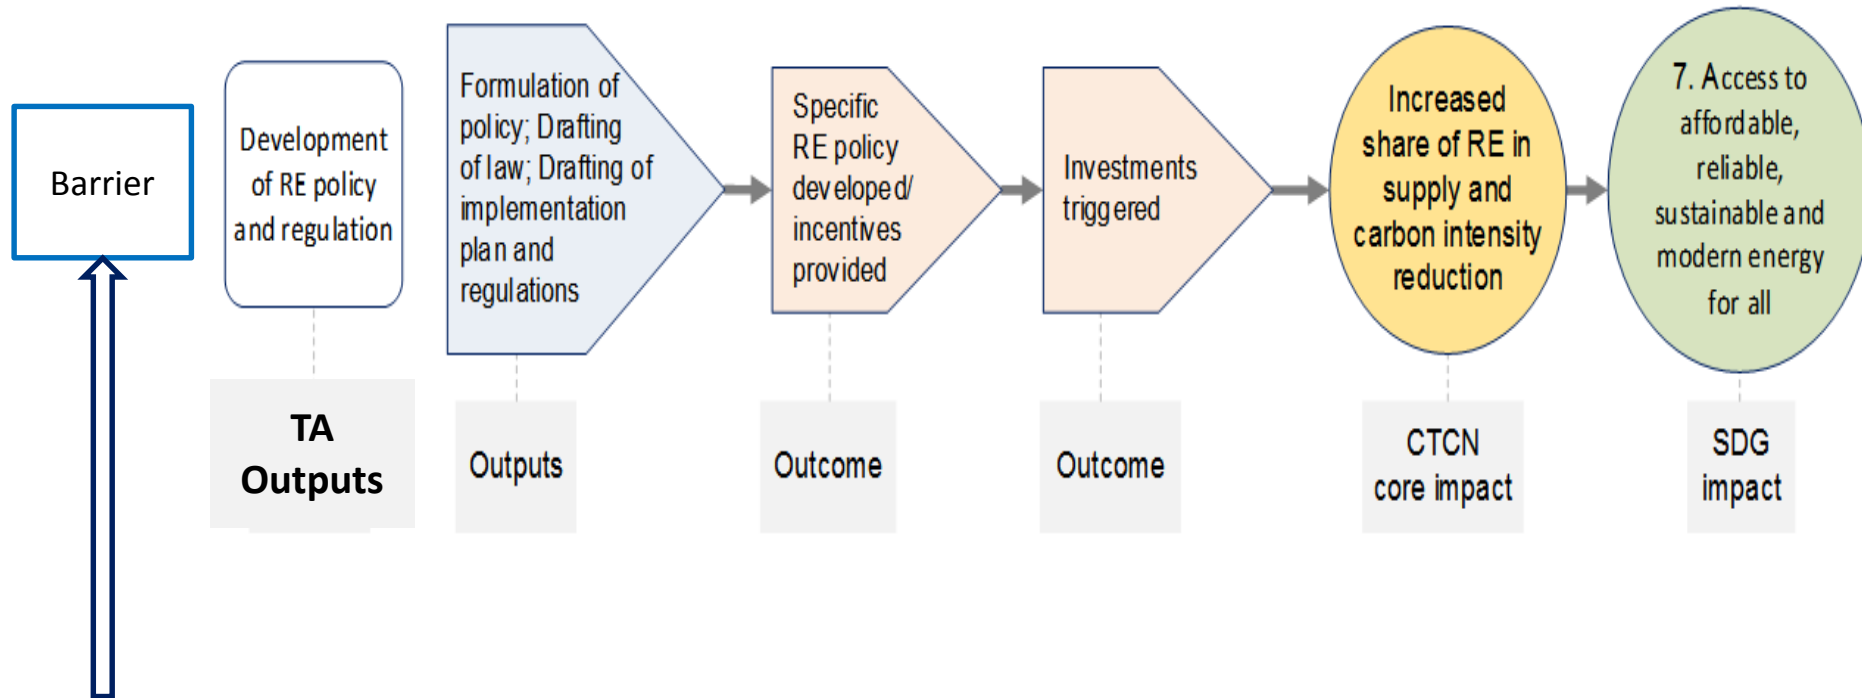 Barrier
Development
of RE policy
and regulation
Formulation of
policy; Drafting
of law; Drafting of
implementation
plan and
regulations
Specific
RE policy
developed/
incentives
provided
Investments
triggered
Increased
share of RE in
supply and
carbon intensity
reduction
7. Access to
affordable,
reliable,
sustainable and
modern energy
for all
TA
Outputs
Outputs
Outcome
Outcome
CTCN
core impact
SDG
impact